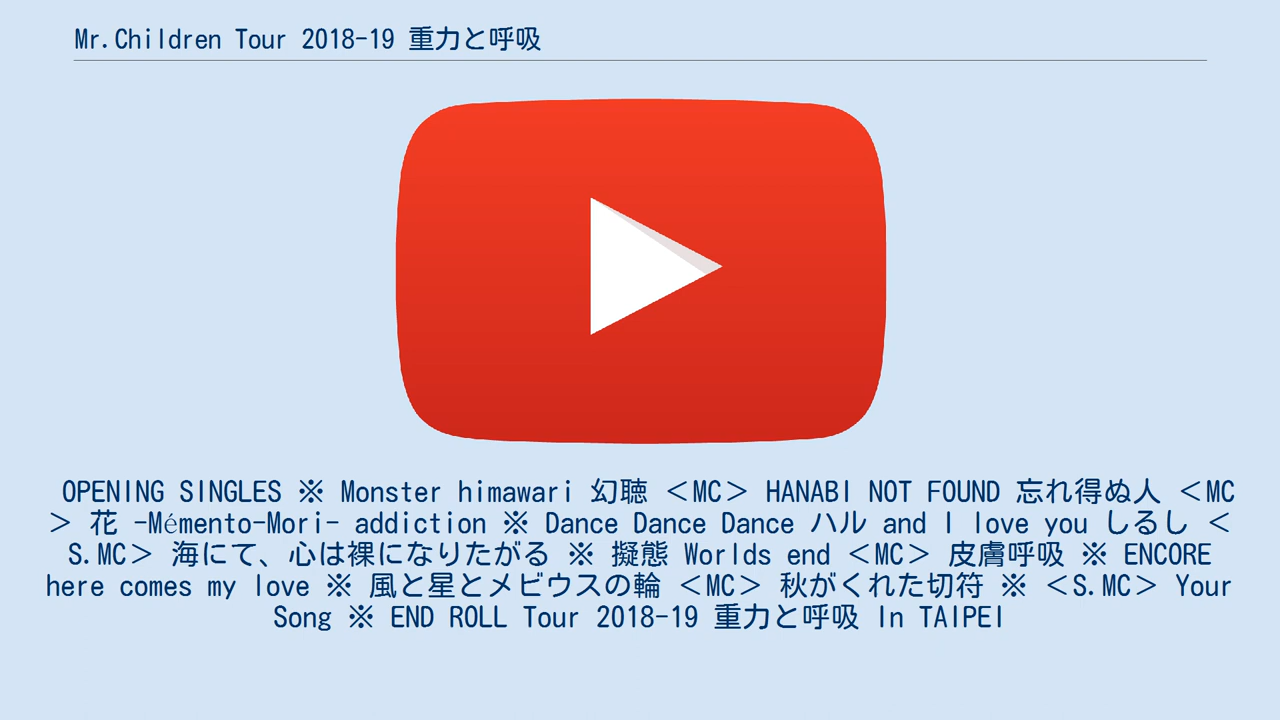 Mr.Children Tour 2018-19 重力と呼吸
OPENING SINGLES ※ Monster himawari 幻聴 ＜MC＞ HANABI NOT FOUND 忘れ得ぬ人 ＜MC
＞ 花 -Mémento-Mori- addiction ※ Dance Dance Dance ハル and I love you しるし ＜
S.MC＞ 海にて、心は裸になりたがる ※ 擬態 Worlds end ＜MC＞ 皮膚呼吸 ※ ENCORE
here comes my love ※ 風と星とメビウスの輪 ＜MC＞ 秋がくれた切符 ※ ＜S.MC＞ Your
Song ※ END ROLL Tour 2018-19 重力と呼吸 In TAIPEI